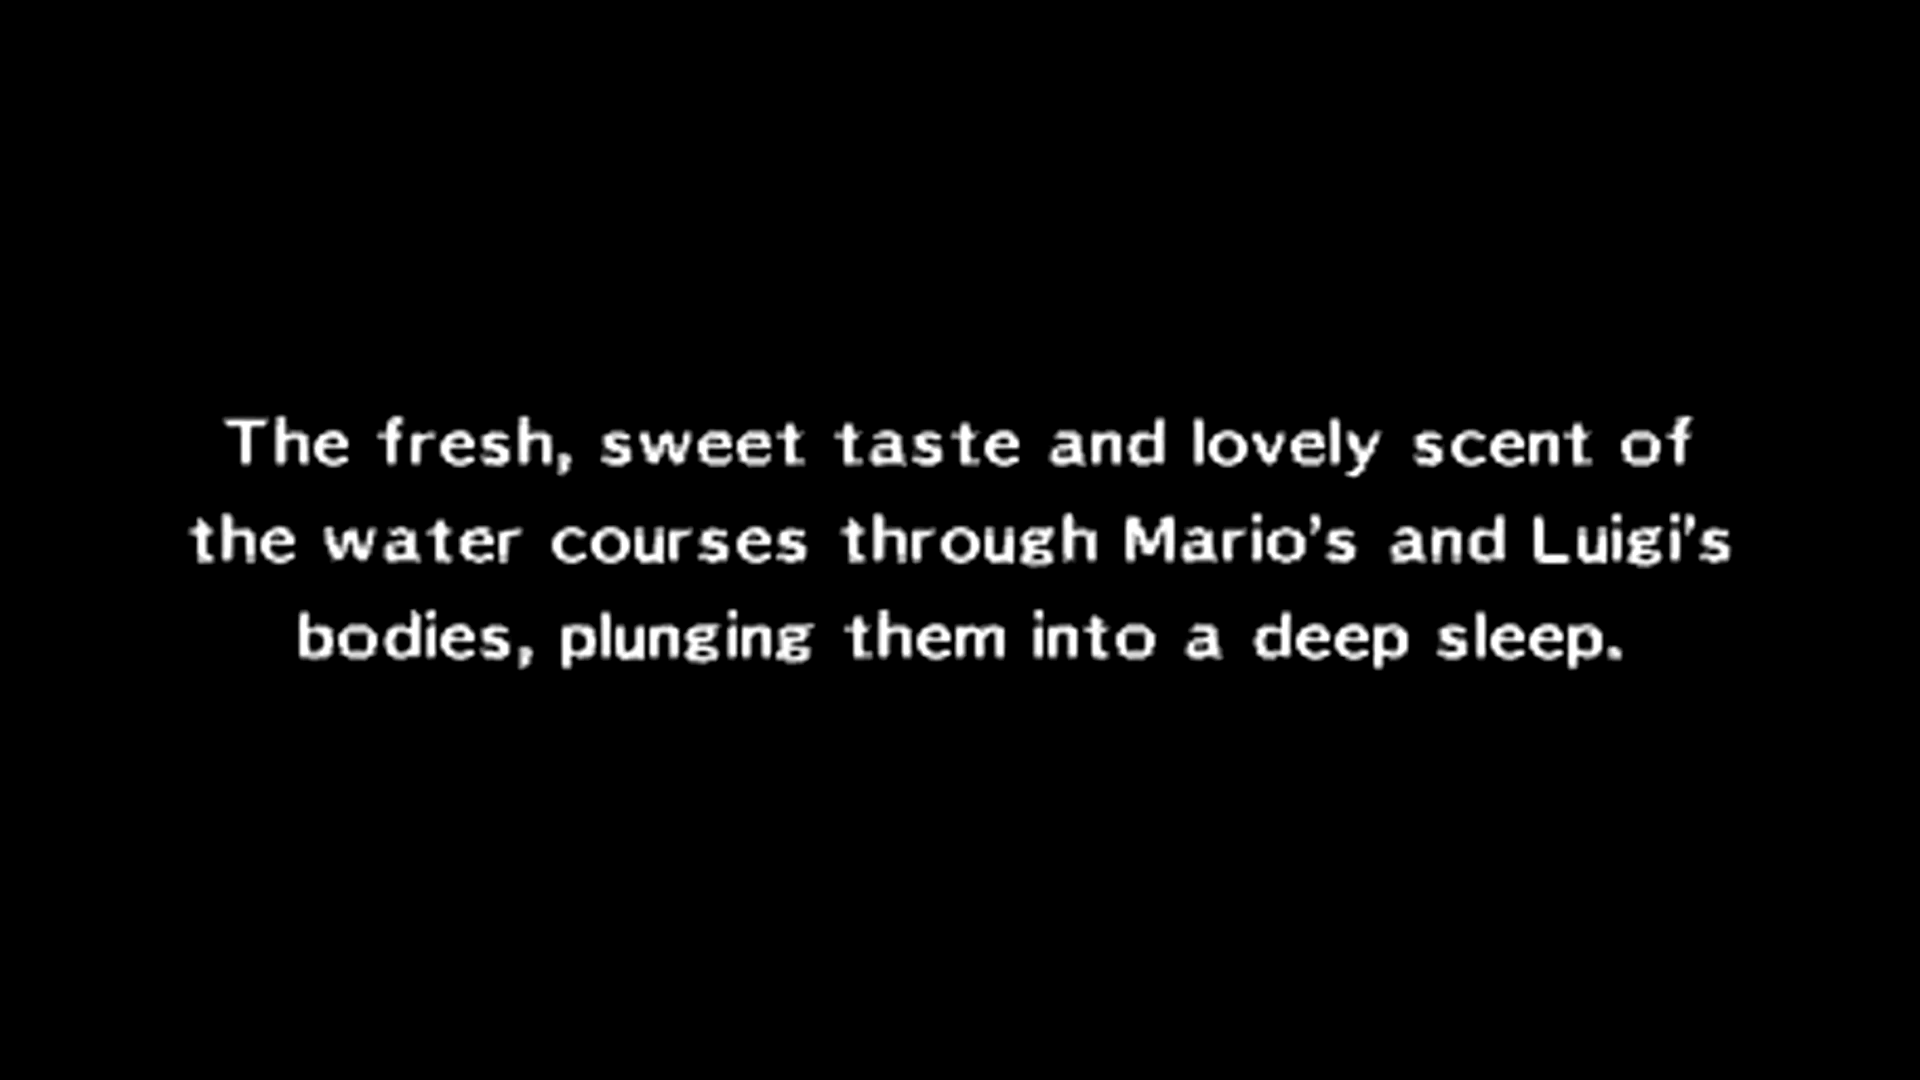 The fresh, sweet taste and lovely scent of
the water courses through Mario's and Luigi's
bodies, plunging them into a deep sleep.